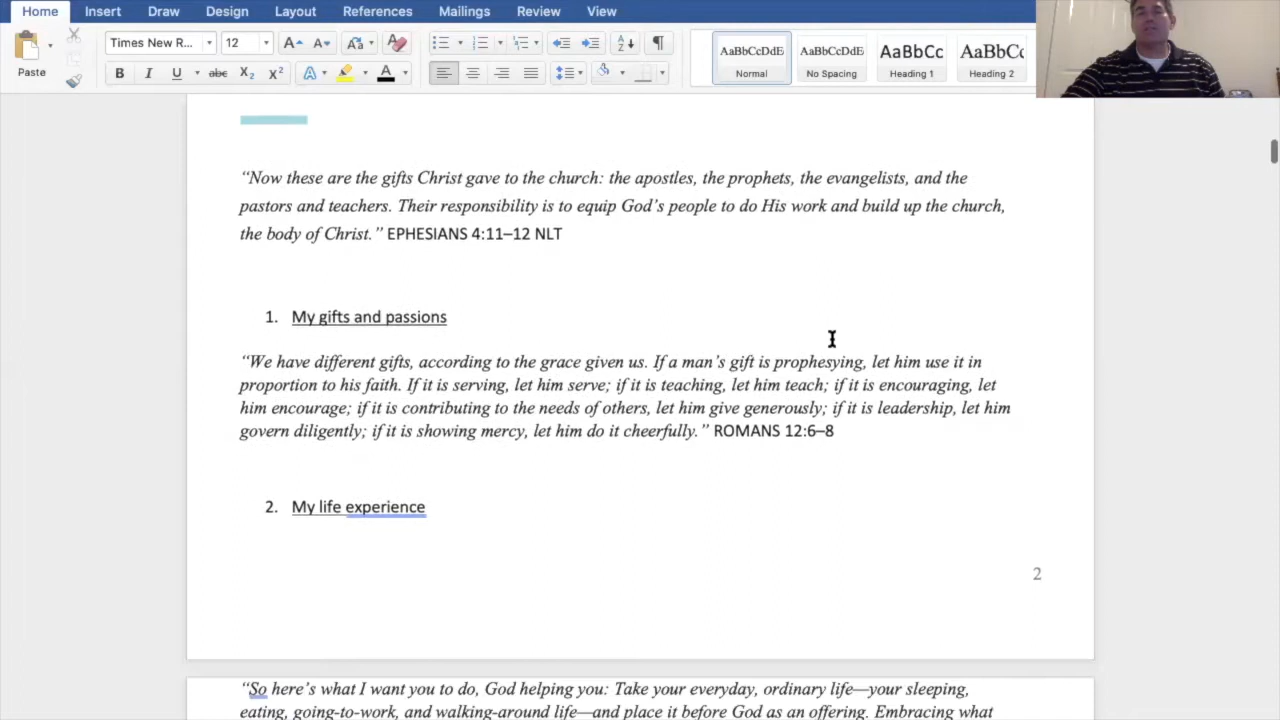 Home Insert Draw Design Layout References Mailings Review View
Times New R... 12
Paste
B I U abc X₂ X² A A
AaBbCcDdE AaBbCcDdE AaBbCc AaBbCc
Normal No Spacing Heading 1 Heading 2
“Now these are the gifts Christ gave to the church: the apostles, the prophets, the evangelists, and the
pastors and teachers. Their responsibility is to equip God’s people to do His work and build up the church,
the body of Christ.” EPHESIANS 4:11–12 NLT
1. My gifts and passions
“We have different gifts, according to the grace given us. If a man’s gift is prophesying, let him use it in
proportion to his faith. If it is serving, let him serve; if it is teaching, let him teach; if it is encouraging, let
him encourage; if it is contributing to the needs of others, let him give generously; if it is leadership, let him
govern diligently; if it is showing mercy, let him do it cheerfully.” ROMANS 12:6–8
2. My life experience
2
“So here’s what I want you to do, God helping you: Take your everyday, ordinary life—your sleeping,
eating, going-to-work, and walking-around life—and place it before God as an offering. Embracing what